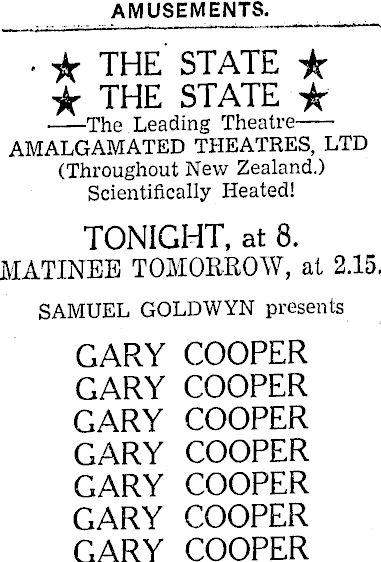 AMUSEMENTS.
THE STATE
THE STATE
The Leading Theatre
AMALGAMATED THEATRES, LTD
(Throughout New Zealand.)
Scientifically Heated!
TONIGHT, at 8.
MATINEE TOMORROW, at 2.15.
SAMUEL GOLDWYN presents
GARY COOPER
GARY COOPER
GARY COOPER
GARY COOPER
GARY COOPER
GARY COOPER
GARY COOPER